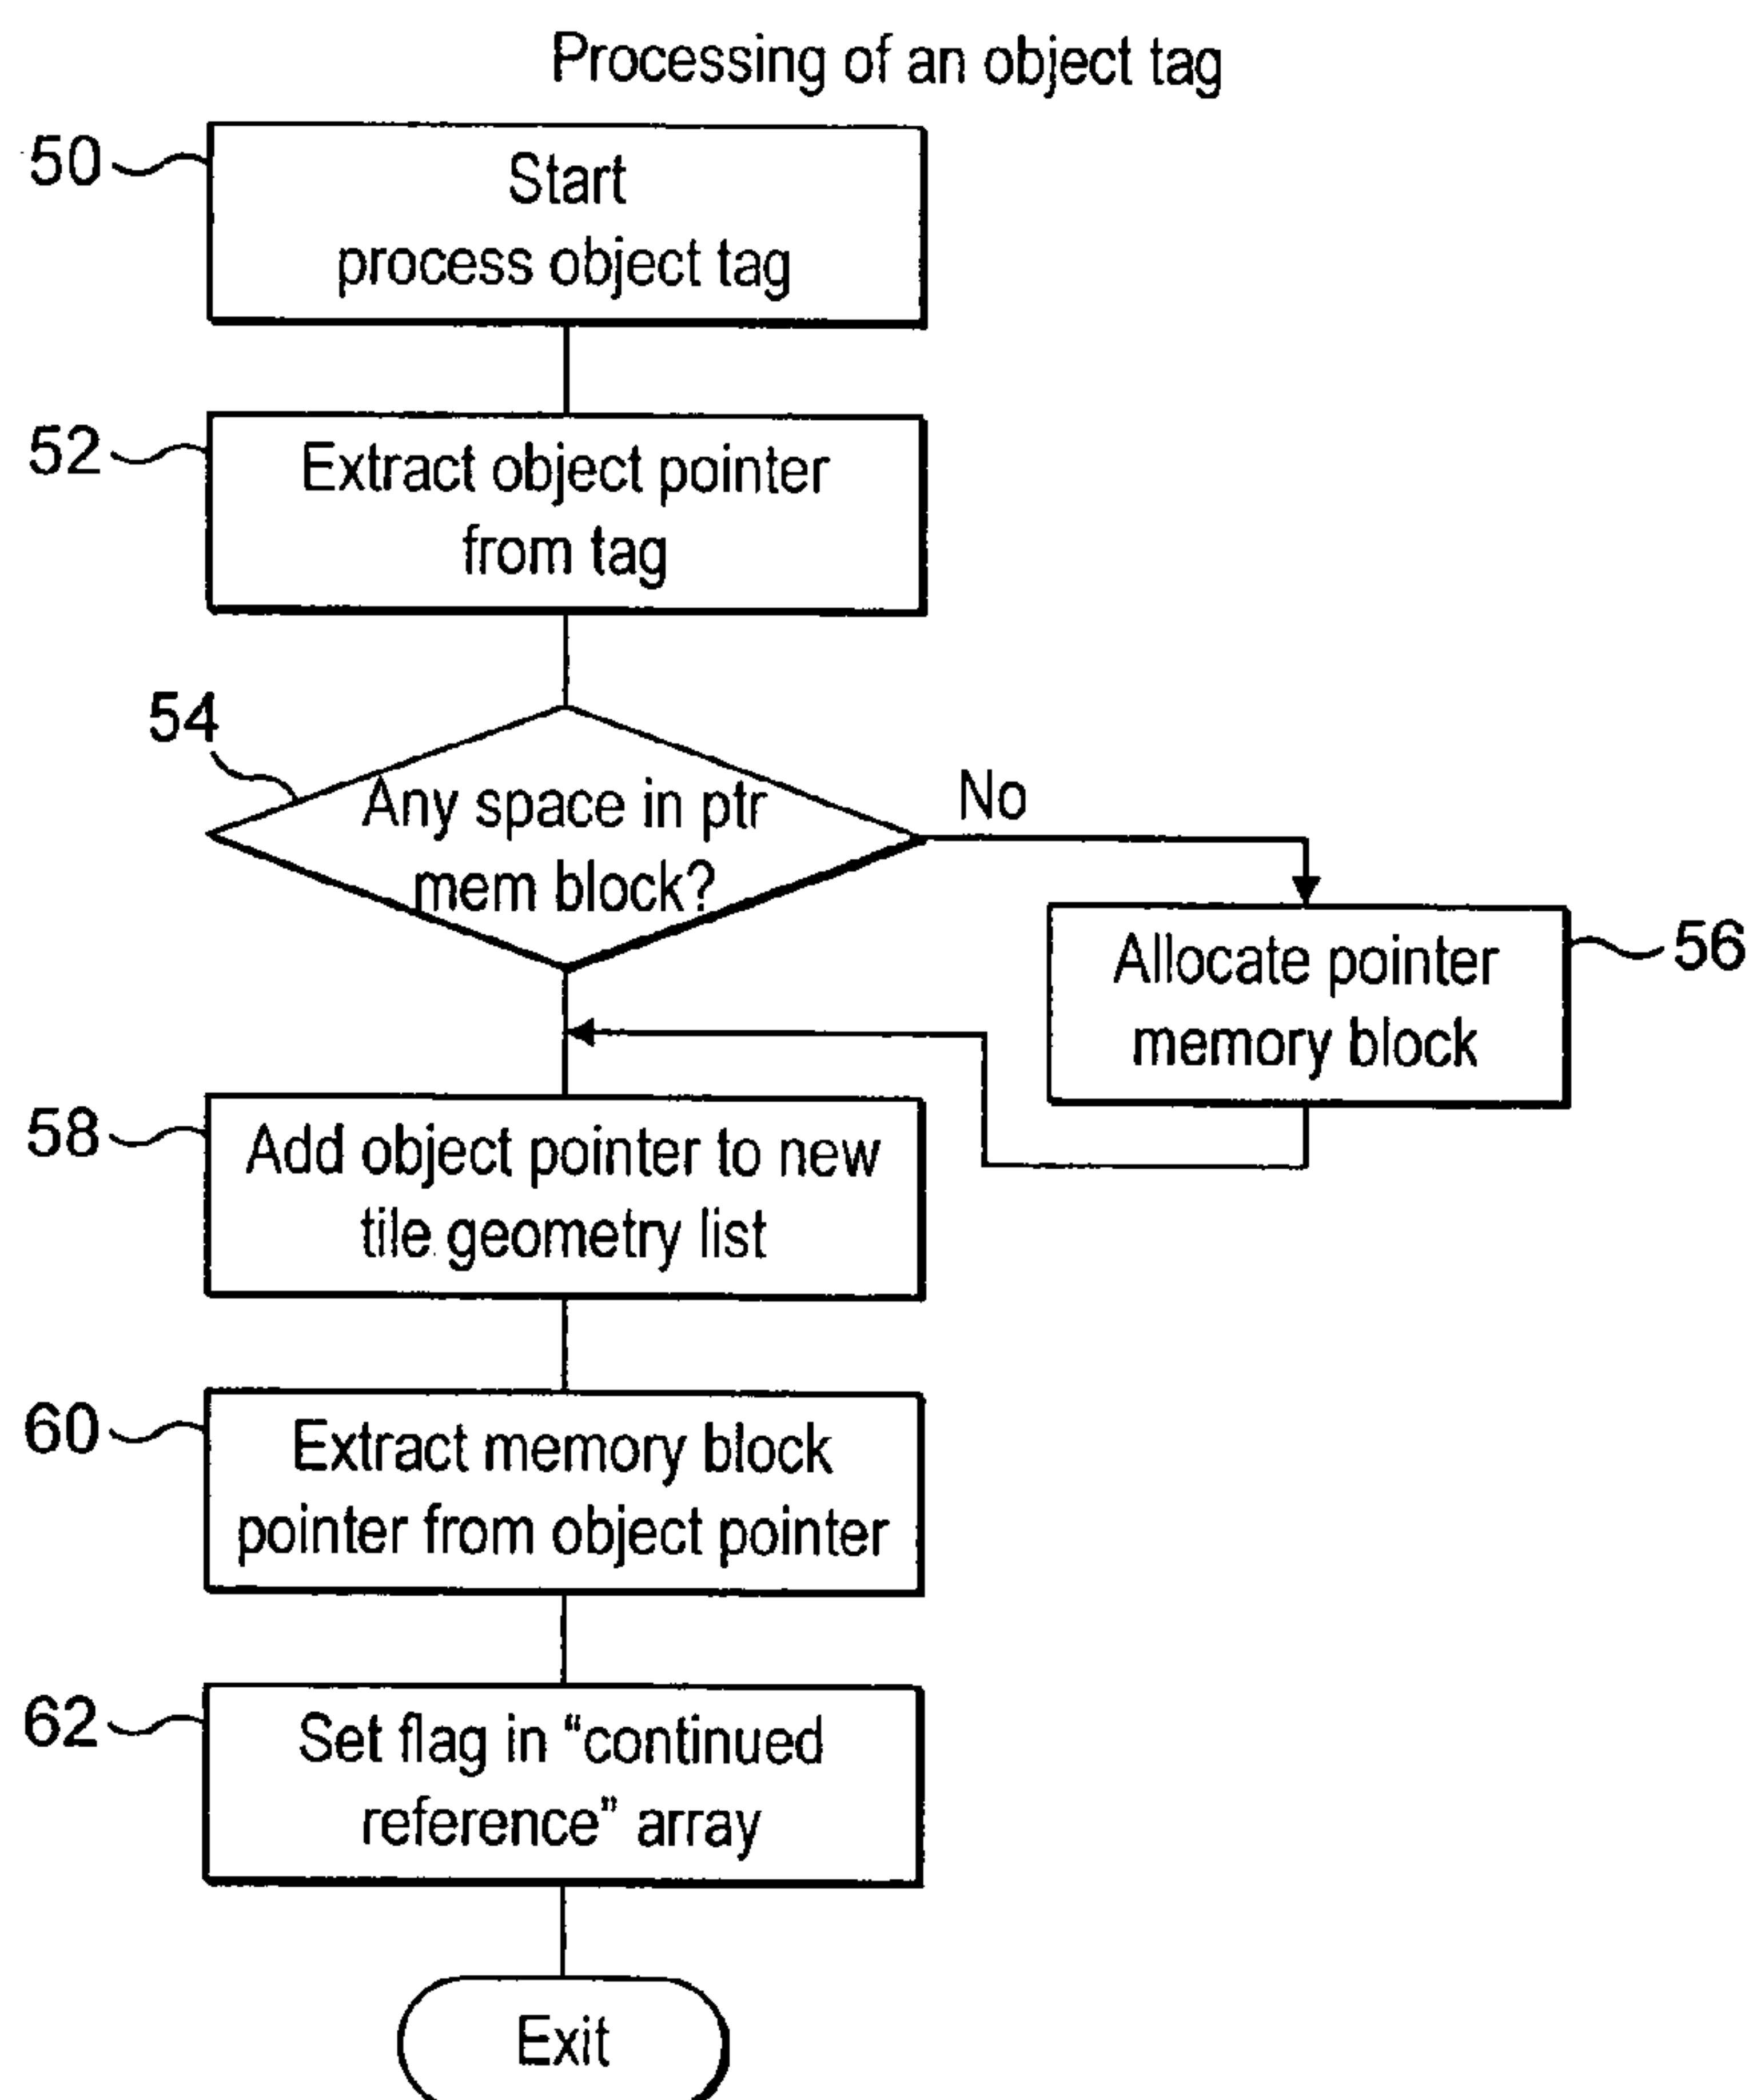 Processing of an object tag
50
Start
process object tag
52
Extract object pointer
from tag
54
Any space in ptr
mem block?
No
56
Allocate pointer
memory block
58
Add object pointer to new
tile geometry list
60
Extract memory block
pointer from object pointer
62
Set flag in “continued
reference” array
Exit